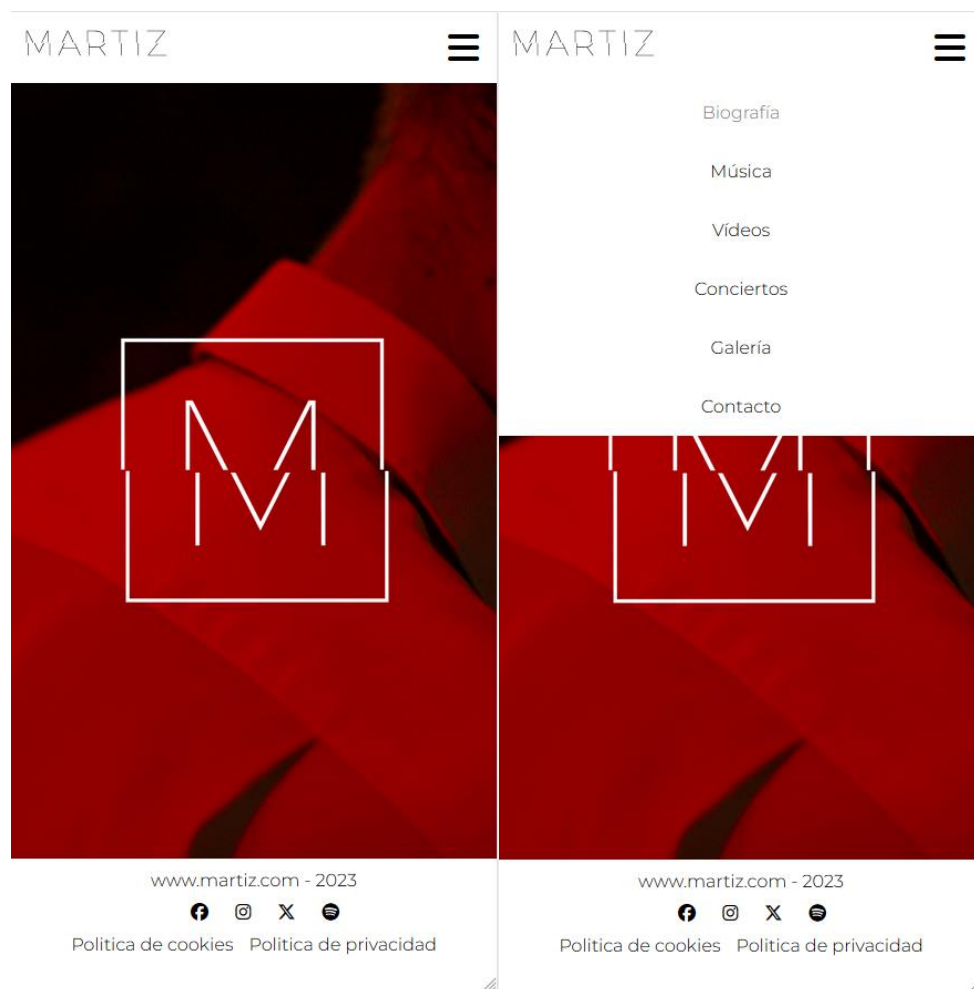 MARTIZ
M
www.martiz.com - 2023
Politica de cookies Politica de privacidad
MARTIZ
Biografía
Música
Vídeos
Conciertos
Galería
Contacto
M
www.martiz.com - 2023
Politica de cookies Politica de privacidad